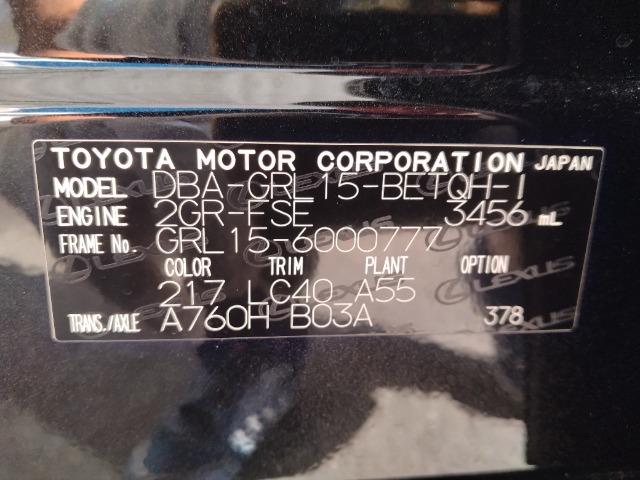 TOYOTA MOTOR CORPORATION JAPAN
MODEL DBA-GRL15-BETQH-I
ENGINE 2GR-FSE 3456 mL
FRAME No. GRL15-6000777
COLOR TRIM PLANT OPTION
217 LC40 A55
TRANS./AXLE A760H B03A 378
LEXUS